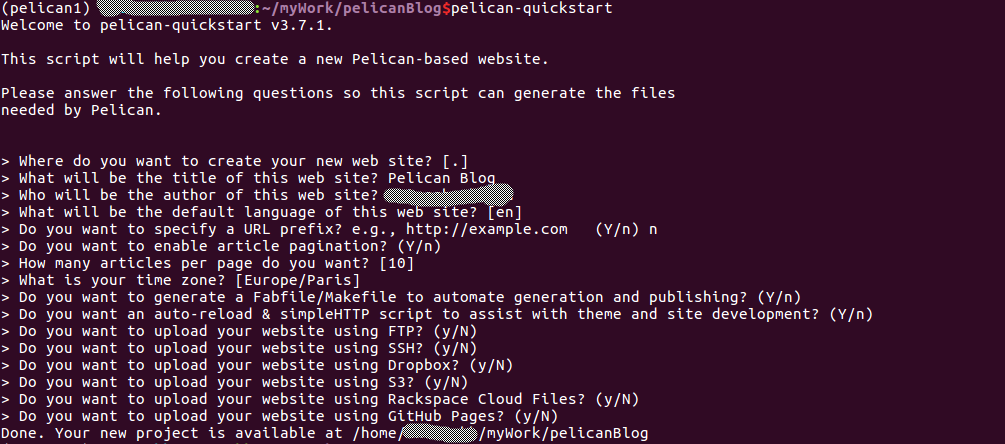 (pelican1) :~/myWork/pelicanBlog$pelican-quickstart
Welcome to pelican-quickstart v3.7.1.
This script will help you create a new Pelican-based website.
Please answer the following questions so this script can generate the files
needed by Pelican.
> Where do you want to create your new web site? [.]
> What will be the title of this web site? Pelican Blog
> Who will be the author of this web site?
> What will be the default language of this web site? [en]
> Do you want to specify a URL prefix? e.g., http://example.com   (Y/n) n
> Do you want to enable article pagination? (Y/n)
> How many articles per page do you want? [10]
> What is your time zone? [Europe/Paris]
> Do you want to generate a Fabfile/Makefile to automate generation and publishing? (Y/n)
> Do you want an auto-reload & simpleHTTP script to assist with theme and site development? (Y/n)
> Do you want to upload your website using FTP? (y/N)
> Do you want to upload your website using SSH? (y/N)
> Do you want to upload your website using Dropbox? (y/N)
> Do you want to upload your website using S3? (y/N)
> Do you want to upload your website using Rackspace Cloud Files? (y/N)
> Do you want to upload your website using GitHub Pages? (y/N)
Done. Your new project is available at /home/ /myWork/pelicanBlog